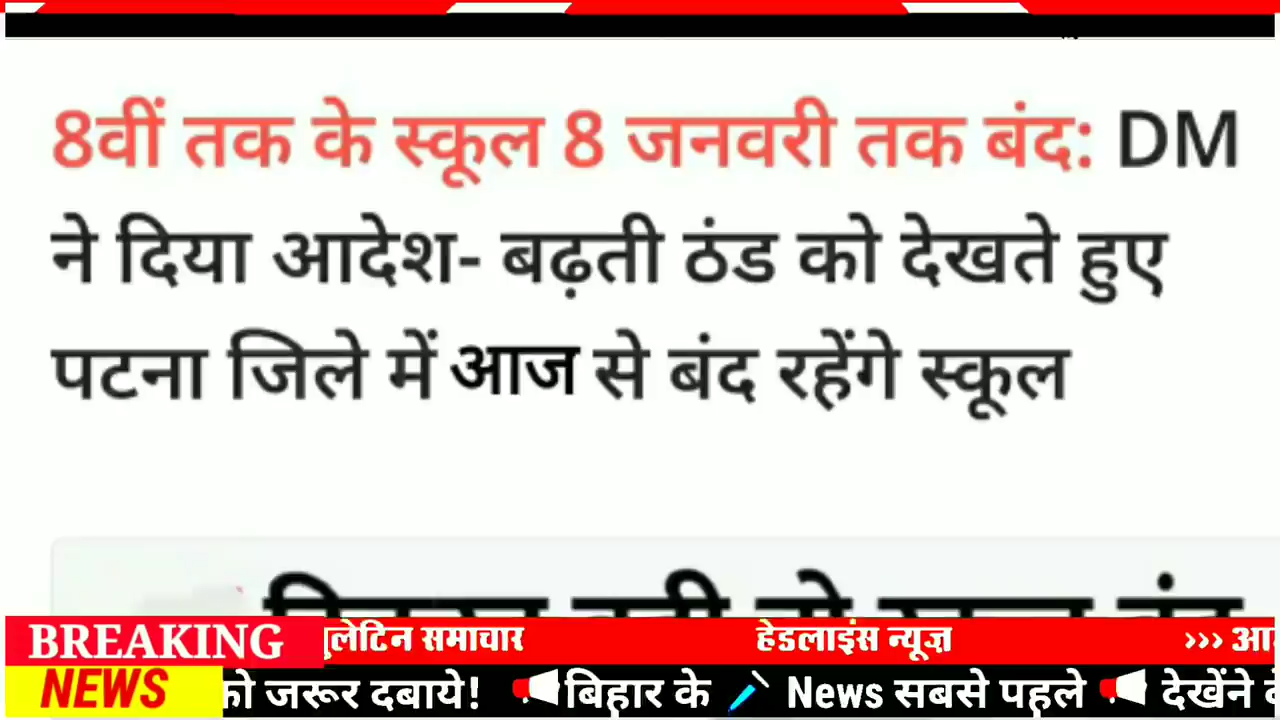 8वीं तक के स्कूल 8 जनवरी तक बंद: DM
ने दिया आदेश- बढ़ती ठंड को देखते हुए
पटना जिले में आज से बंद रहेंगे स्कूल
BREAKING
NEWS
समाचार हेडलाइंस न्यूज़ >>>
को जरूर दबाये! बिहार के News सबसे पहले देखेंने